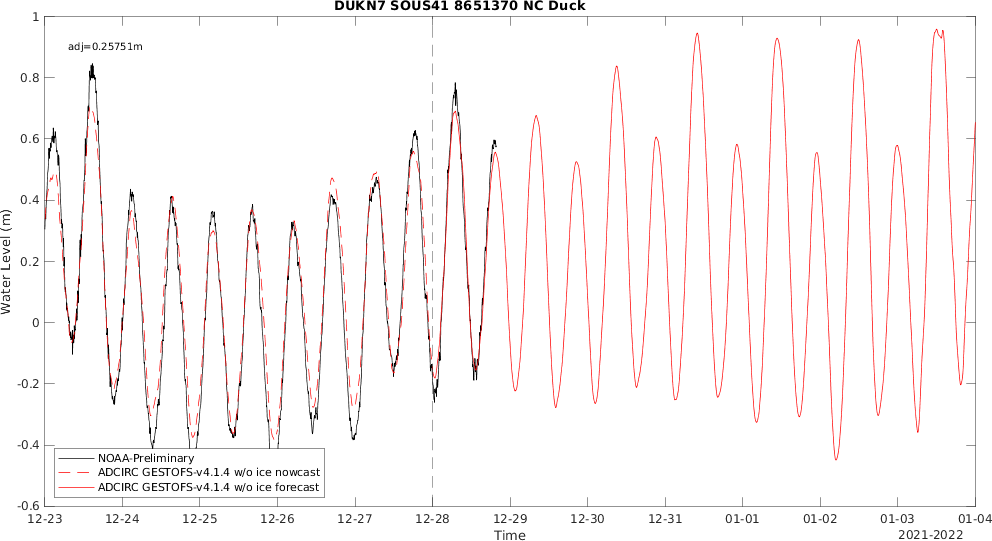 DUKN7 SOUS41 8651370 NC Duck
adj=0.25751m
1
0.8
0.6
0.4
0.2
0
-0.2
-0.4
-0.6
Water Level (m)
NOAA-Preliminary
ADCIRC GESTOFS-v4.1.4 w/o ice nowcast
ADCIRC GESTOFS-v4.1.4 w/o ice forecast
12-23 12-24 12-25 12-26 12-27 12-28 12-29 12-30 12-31 01-01 01-02 01-03 01-04
Time
2021-2022